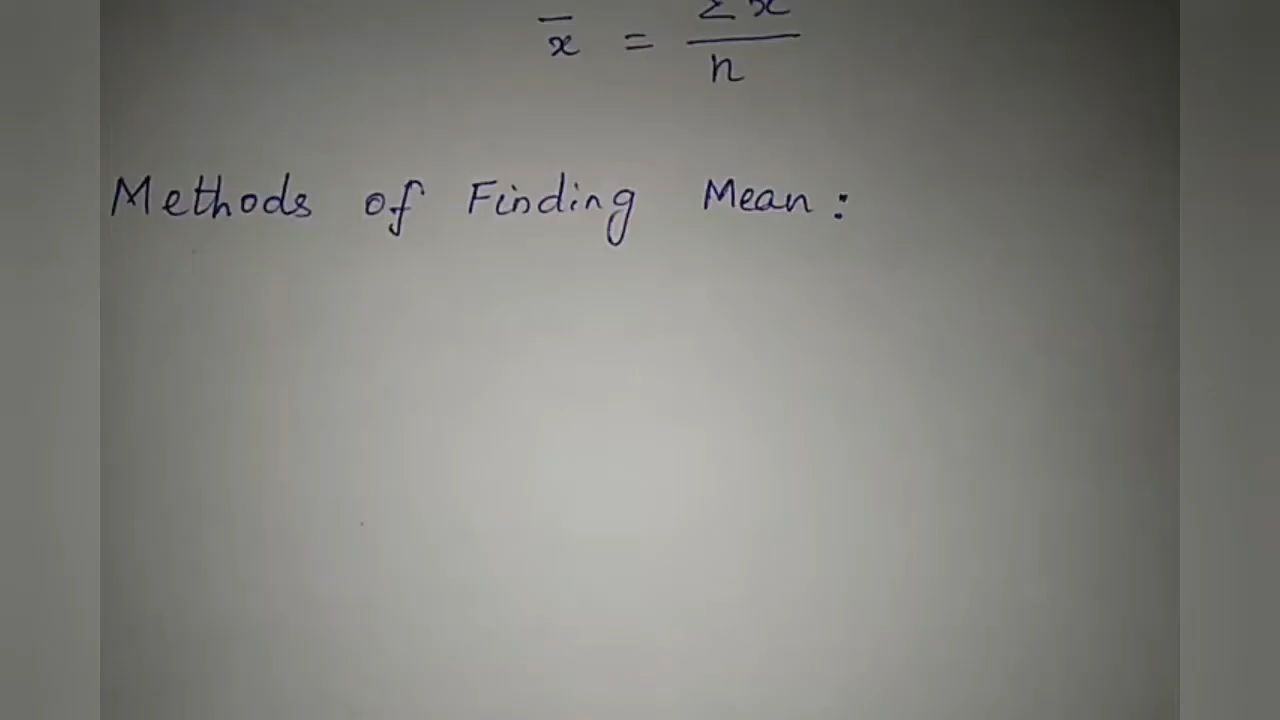 x̄ = Σx / n
Methods of Finding Mean :